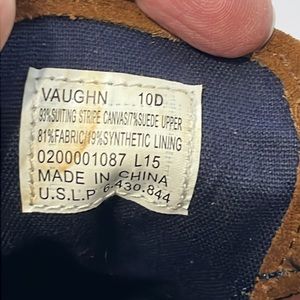 VAUGHN 10D
93%SUITING STRIPE CANVAS/7%SUEDE UPPER
81%FABRIC/19%SYNTHETIC LINING
0200001087 L15
MADE IN CHINA
U.S.L.P 6.430.844